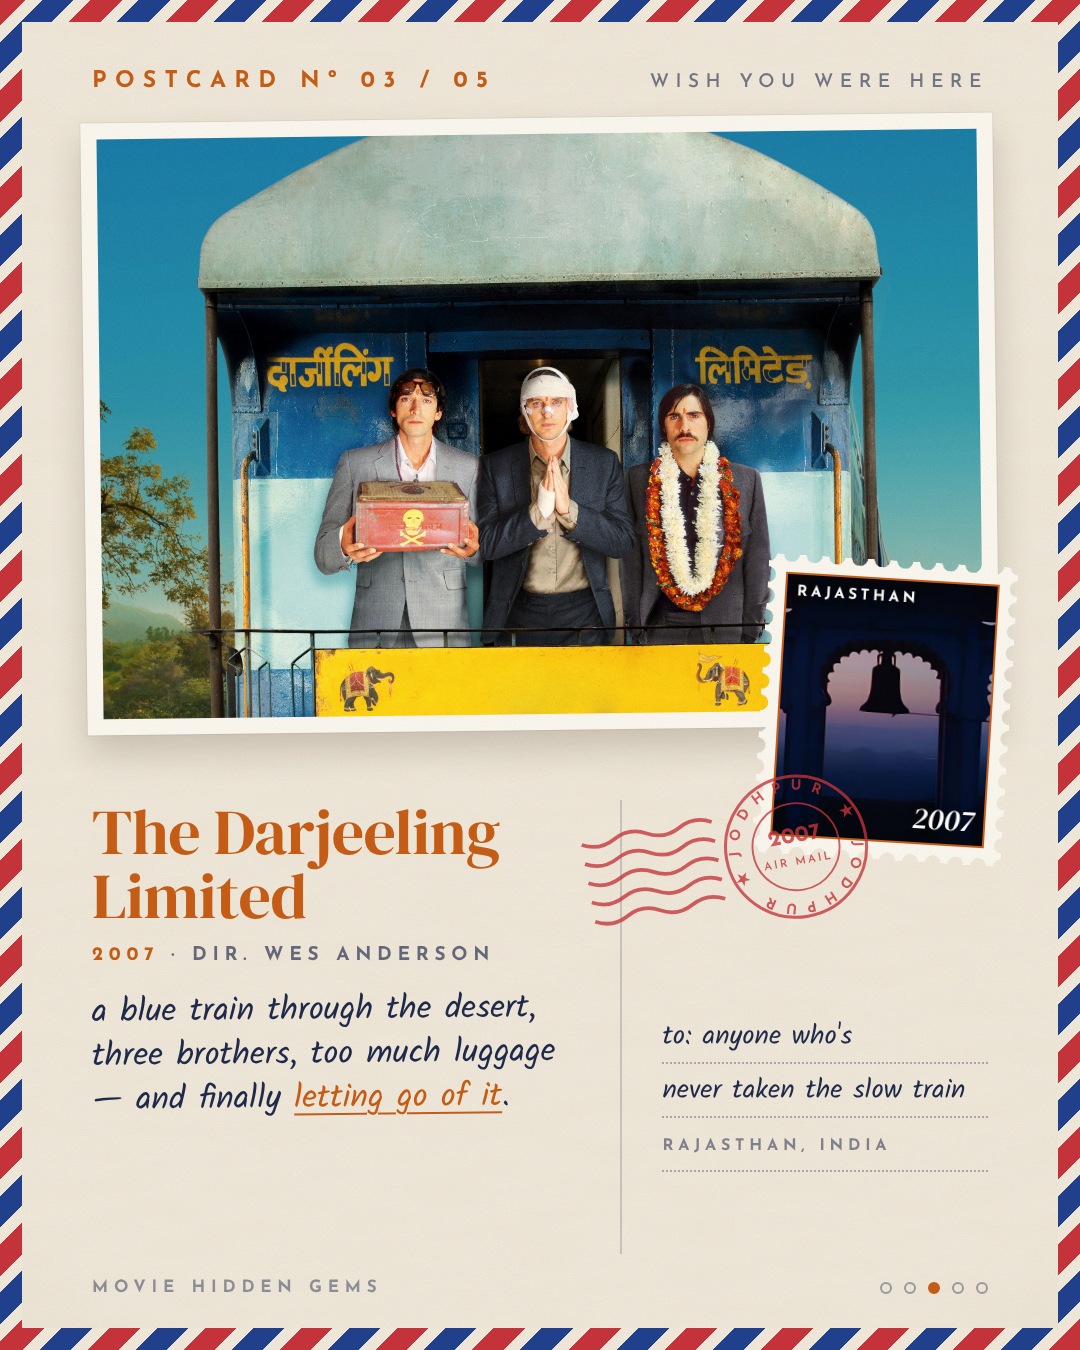 POSTCARD Nº 03 / 05
WISH YOU WERE HERE
दार्जीलिंग
लिमिटेड
RAJASTHAN
2007
JODHPUR ★ JODHPUR ★
2007
AIR MAIL
The Darjeeling
Limited
2007 · DIR. WES ANDERSON
a blue train through the desert,
three brothers, too much luggage
— and finally letting go of it.
to: anyone who's
never taken the slow train
RAJASTHAN, INDIA
MOVIE HIDDEN GEMS